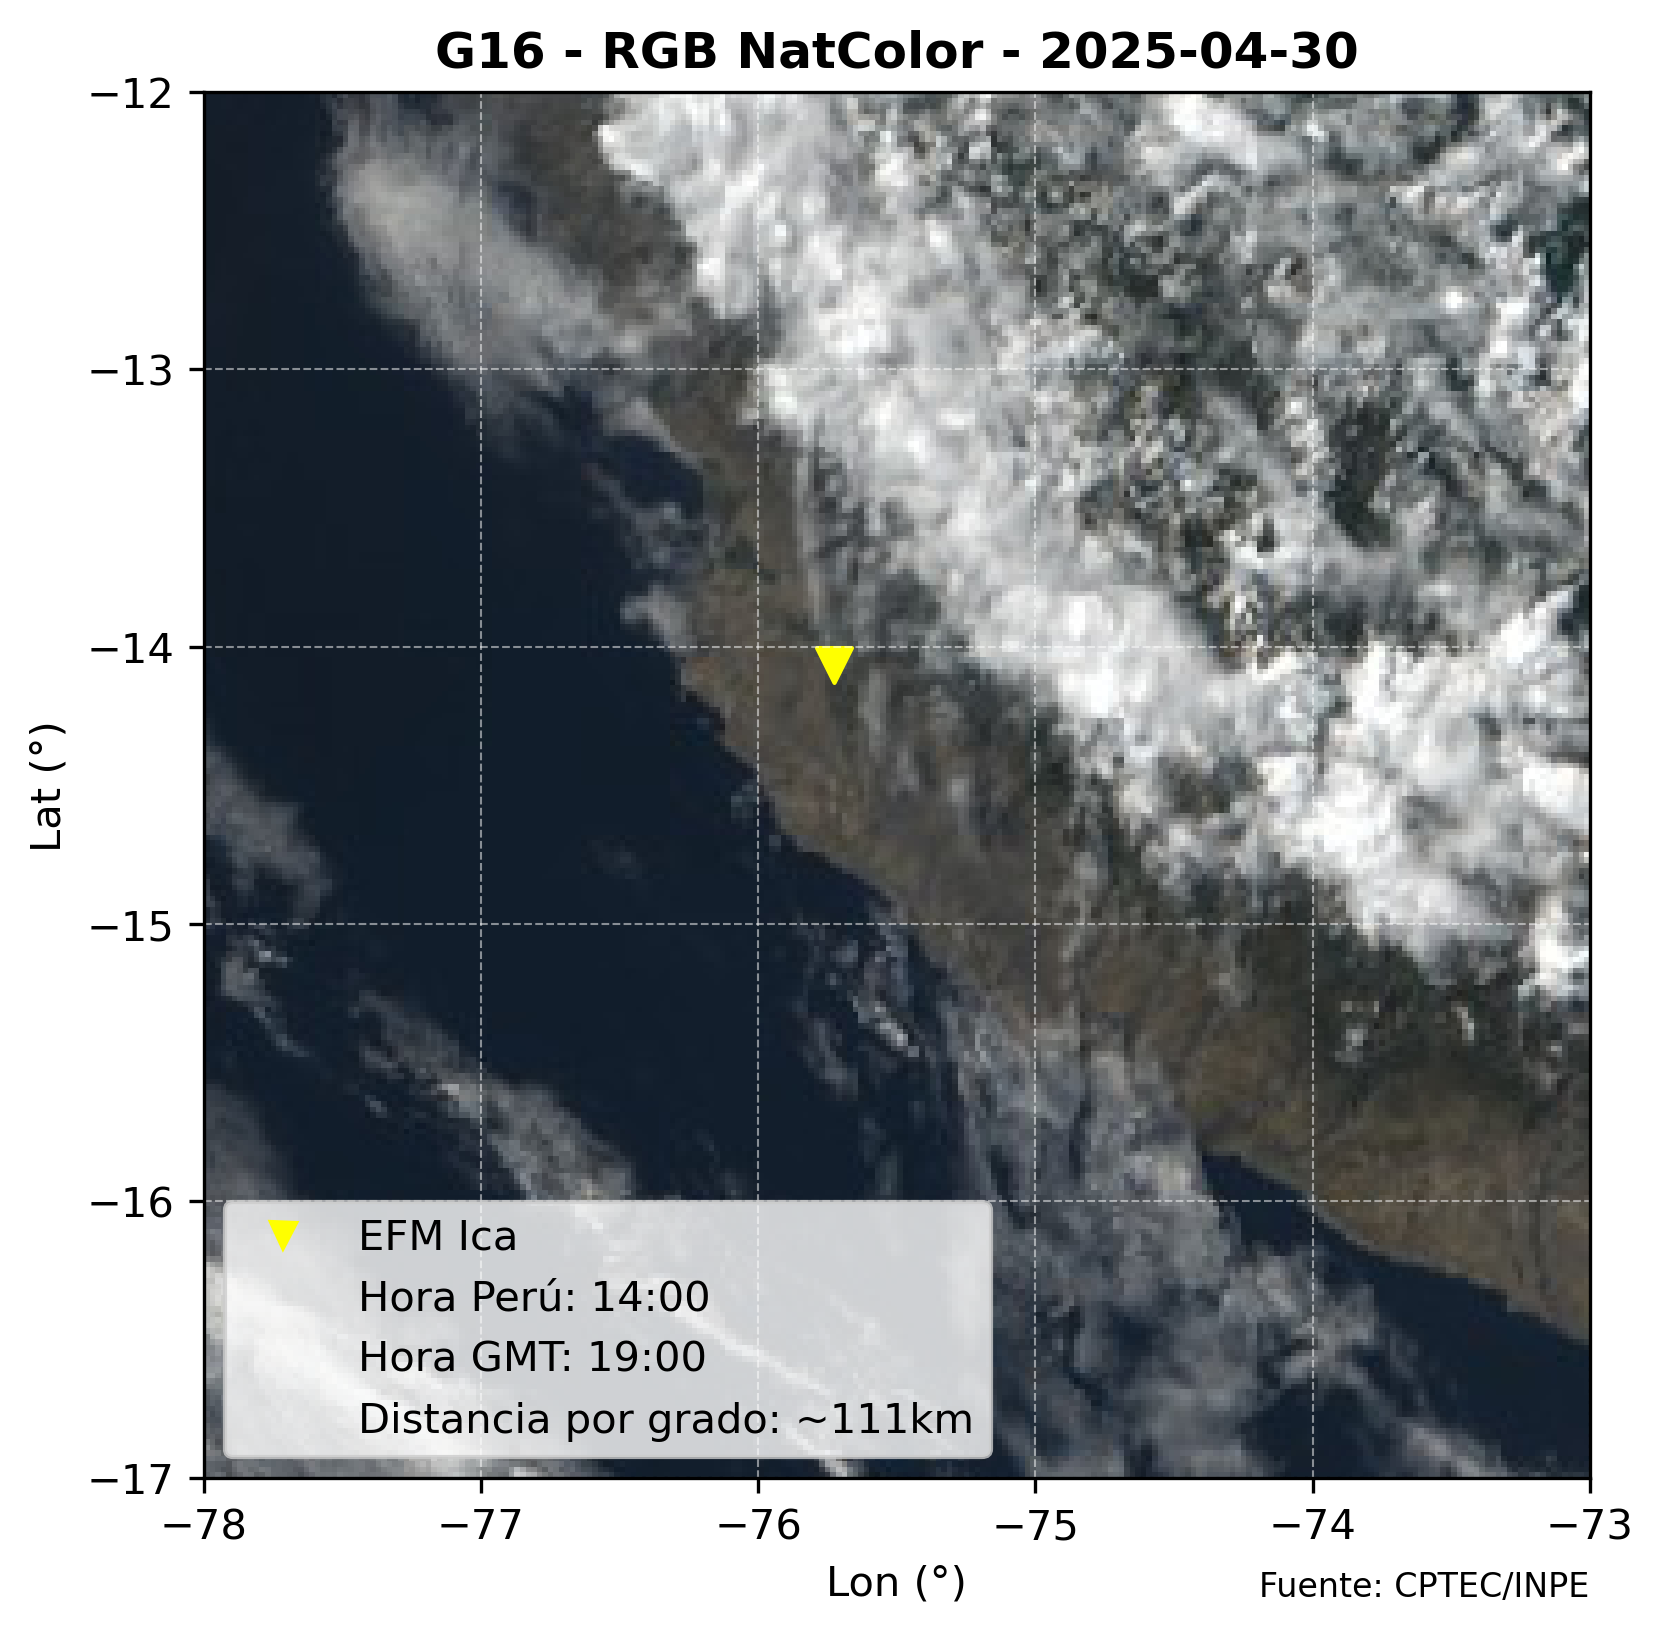 G16 - RGB NatColor - 2025-04-30
−12
−13
−14
−15
−16
−17
Lat (°)
EFM Ica
Hora Perú: 14:00
Hora GMT: 19:00
Distancia por grado: ~111km
−78 −77 −76 −75 −74 −73
Lon (°)
Fuente: CPTEC/INPE